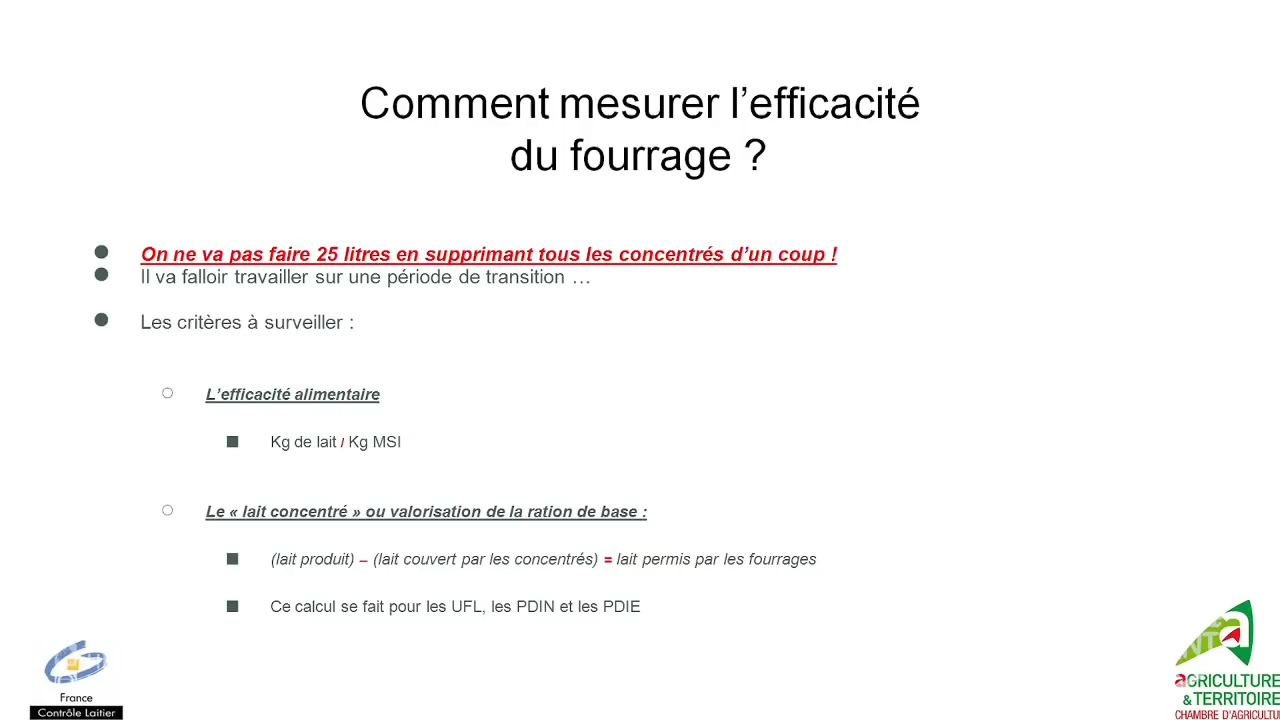 Comment mesurer l’efficacité
du fourrage ?
On ne va pas faire 25 litres en supprimant tous les concentrés d’un coup !
Il va falloir travailler sur une période de transition …
Les critères à surveiller :
L’efficacité alimentaire
Kg de lait / Kg MSI
Le « lait concentré » ou valorisation de la ration de base :
(lait produit) – (lait couvert par les concentrés) = lait permis par les fourrages
Ce calcul se fait pour les UFL, les PDIN et les PDIE
France
Contrôle Laitier
a
AGRICULTURES
& TERRITOIRES
CHAMBRE D'AGRICULTU